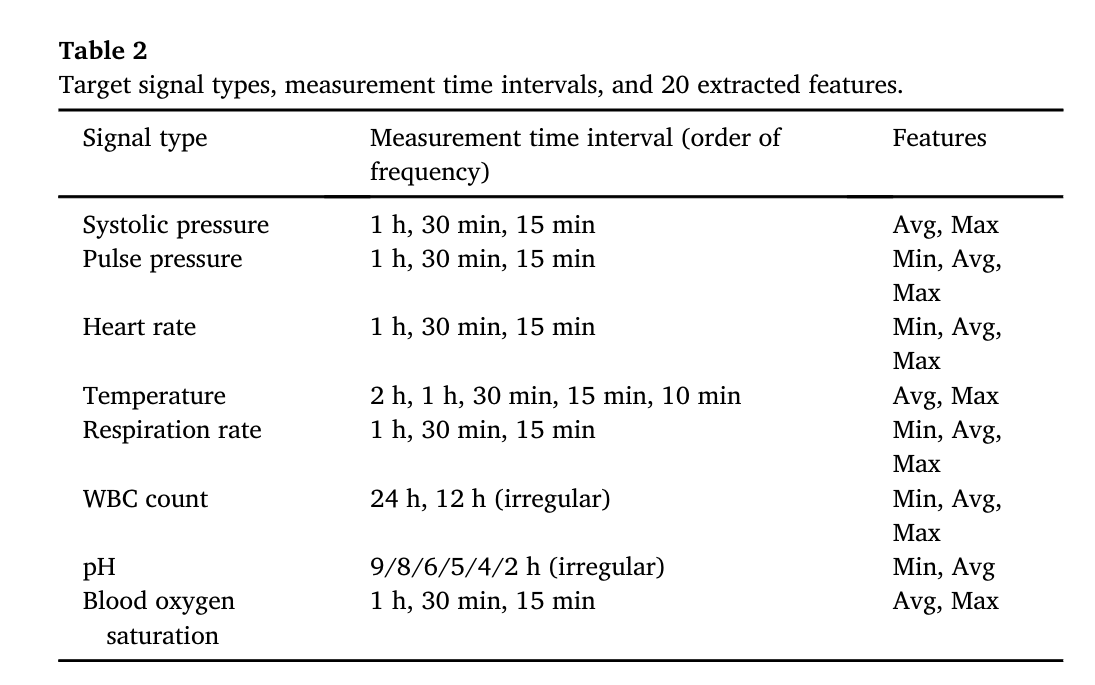 Table 2
Target signal types, measurement time intervals, and 20 extracted features.
Signal type Measurement time interval (order of frequency) Features
Systolic pressure 1 h, 30 min, 15 min Avg, Max
Pulse pressure 1 h, 30 min, 15 min Min, Avg, Max
Heart rate 1 h, 30 min, 15 min Min, Avg, Max
Temperature 2 h, 1 h, 30 min, 15 min, 10 min Avg, Max
Respiration rate 1 h, 30 min, 15 min Min, Avg, Max
WBC count 24 h, 12 h (irregular) Min, Avg, Max
pH 9/8/6/5/4/2 h (irregular) Min, Avg
Blood oxygen saturation 1 h, 30 min, 15 min Avg, Max